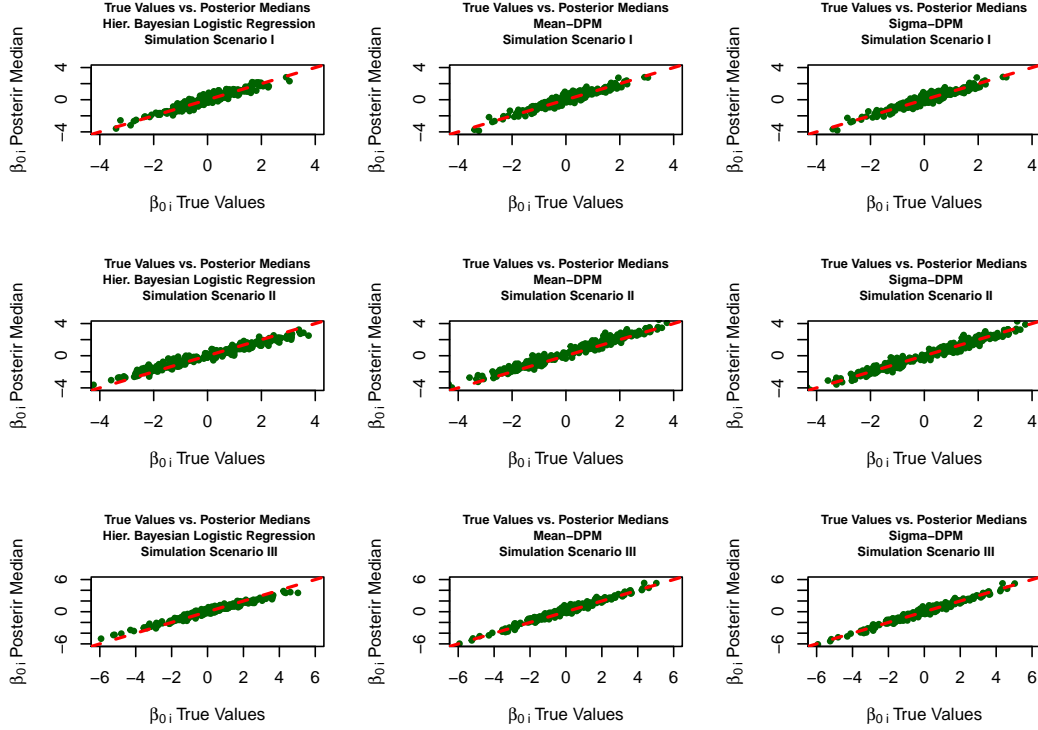 True Values vs. Posterior Medians
Hier. Bayesian Logistic Regression
Simulation Scenario I
β0 i Posterir Median
4
0
−4
−4 −2 0 2 4
β0 i True Values
True Values vs. Posterior Medians
Mean−DPM
Simulation Scenario I
β0 i Posterir Median
4
0
−4
−4 −2 0 2 4
β0 i True Values
True Values vs. Posterior Medians
Sigma−DPM
Simulation Scenario I
β0 i Posterir Median
4
0
−4
−4 −2 0 2 4
β0 i True Values
True Values vs. Posterior Medians
Hier. Bayesian Logistic Regression
Simulation Scenario II
β0 i Posterir Median
4
0
−4
−4 −2 0 2 4
β0 i True Values
True Values vs. Posterior Medians
Mean−DPM
Simulation Scenario II
β0 i Posterir Median
4
0
−4
−4 −2 0 2 4
β0 i True Values
True Values vs. Posterior Medians
Sigma−DPM
Simulation Scenario II
β0 i Posterir Median
4
0
−4
−4 −2 0 2 4
β0 i True Values
True Values vs. Posterior Medians
Hier. Bayesian Logistic Regression
Simulation Scenario III
β0 i Posterir Median
6
0
−6
−6 −4 −2 0 2 4 6
β0 i True Values
True Values vs. Posterior Medians
Mean−DPM
Simulation Scenario III
β0 i Posterir Median
6
0
−6
−6 −4 −2 0 2 4 6
β0 i True Values
True Values vs. Posterior Medians
Sigma−DPM
Simulation Scenario III
β0 i Posterir Median
6
0
−6
−6 −4 −2 0 2 4 6
β0 i True Values